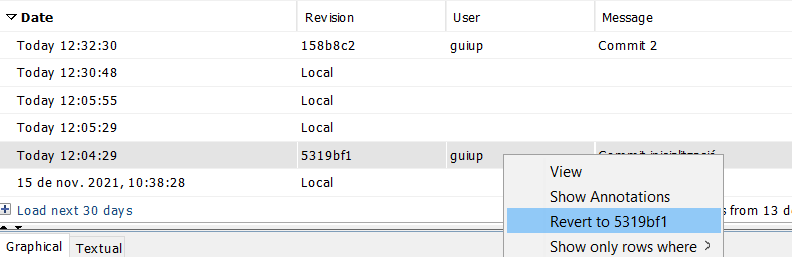 Date Revision User Message
Today 12:32:30 158b8c2 guiup Commit 2
Today 12:30:48 Local
Today 12:05:55 Local
Today 12:05:29 Local
Today 12:04:29 5319bf1 guiup
15 de nov. 2021, 10:38:28 Local
View
Show Annotations
Load next 30 days s from 13 de
Revert to 5319bf1
Graphical Textual
Show only rows where